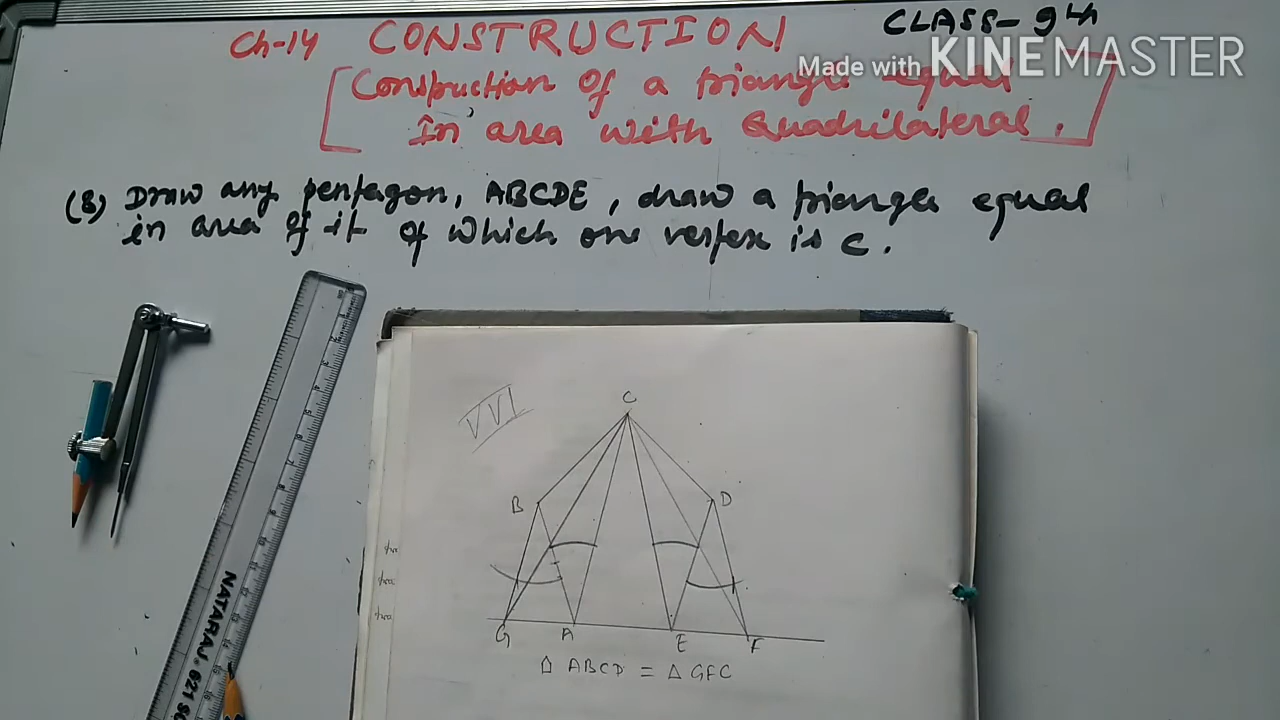 CLASS-9th
Ch-14 CONSTRUCTION
Made with KINEMASTER
[Construction of a triangle equal
In area with Quadrilateral.]
(8) Draw any pentagon, ABCDE, draw a triangle equal
in area of it of which one vertex is C.
VVI
C
B D
G A E F
Δ ABCD = Δ GFC
NATARAJ. 621